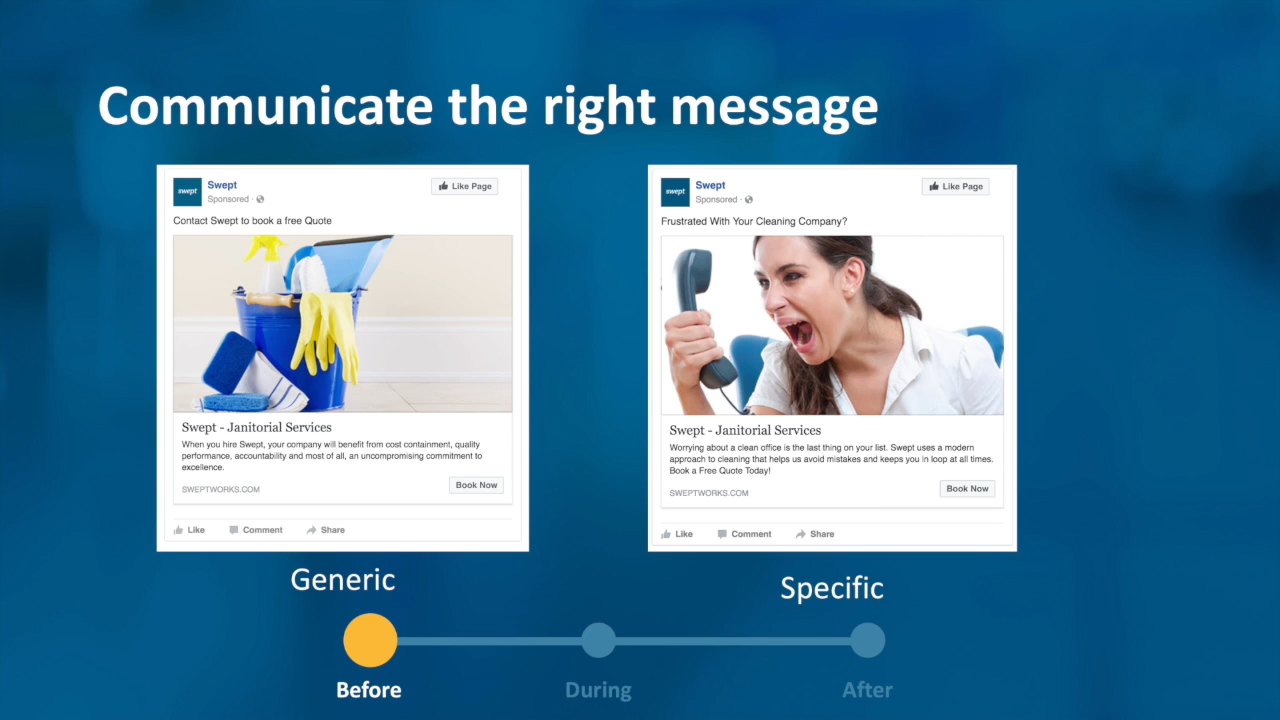 Communicate the right message
swept
Swept
Sponsored ·
Like Page
Contact Swept to book a free Quote
Swept - Janitorial Services
When you hire Swept, your company will benefit from cost containment, quality
performance, accountability and most of all, an uncompromising commitment to
excellence.
SWEPTWORKS.COM
Book Now
Like
Comment
Share
Generic
swept
Swept
Sponsored ·
Like Page
Frustrated With Your Cleaning Company?
Swept - Janitorial Services
Worrying about a clean office is the last thing on your list. Swept uses a modern
approach to cleaning that helps us avoid mistakes and keeps you in loop at all times.
Book a Free Quote Today!
SWEPTWORKS.COM
Book Now
Like
Comment
Share
Specific
Before
During
After